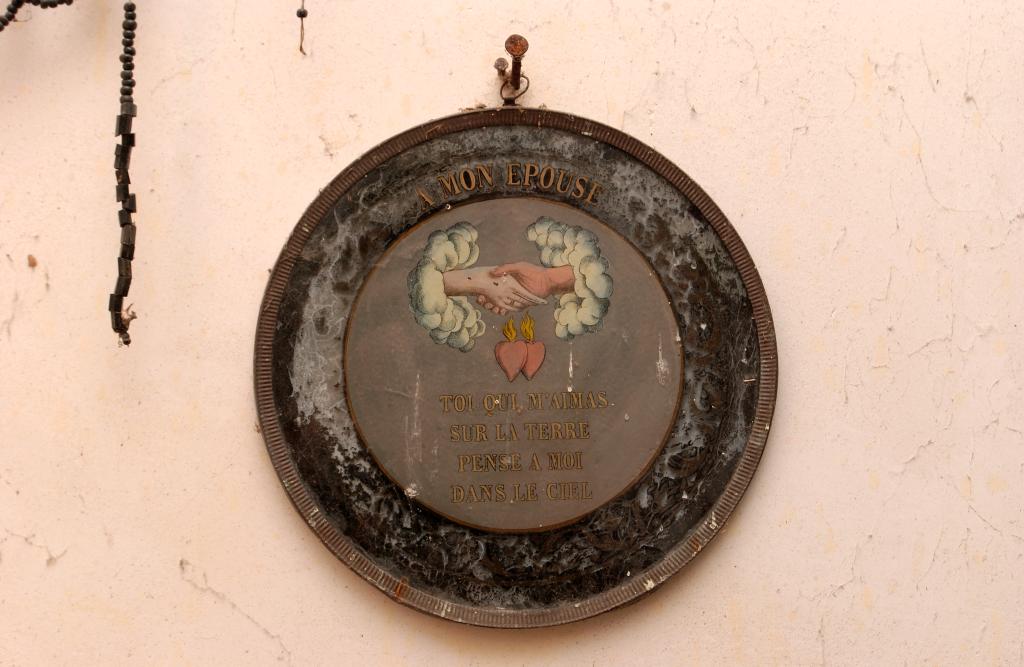 A MON EPOUSE
TOI QUI, M'AIMAS
SUR LA TERRE
PENSE A MOI
DANS LE CIEL